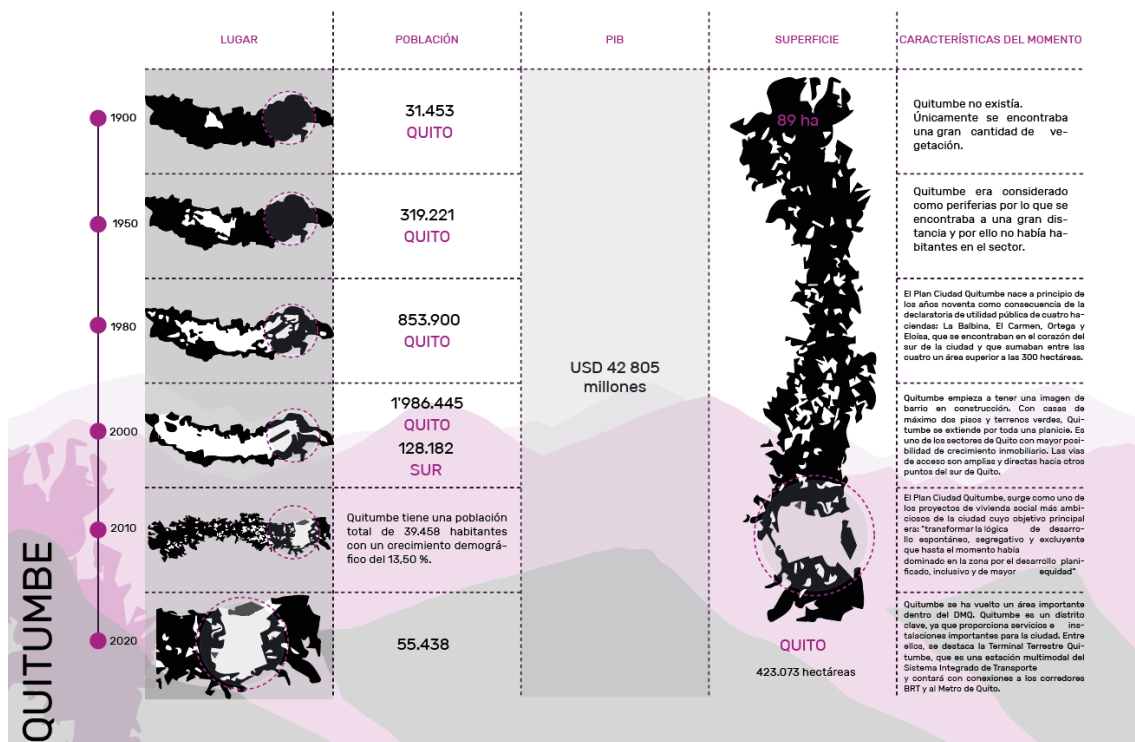 LUGAR
POBLACIÓN
PIB
SUPERFICIE
CARACTERÍSTICAS DEL MOMENTO
QUITUMBE
1900
31.453
QUITO
Quitumbe no existía.
Únicamente se encontraba
una gran cantidad de ve-
getación.
1950
319.221
QUITO
Quitumbe era considerado
como periferias por lo que se
encontraba a una gran dis-
tancia y por ello no había ha-
bitantes en el sector.
1980
853.900
QUITO
El Plan Ciudad Quitumbe nace a principio de
los años noventa como consecuencia de la
declaratoria de utilidad pública de cuatro ha-
ciendas: La Balbina, El Carmen, Ortega y
Eloísa, que se encontraban en el corazón del
sur de la ciudad y que sumaban entre las
cuatro un área superior a las 300 hectáreas.
2000
1'986.445
QUITO
128.182
SUR
Quitumbe empieza a tener una imagen de
barrio en construcción. Con casas de
máximo dos pisos y terrenos verdes, Qui-
tumbe se extiende por toda una planicie. Es
uno de los sectores de Quito con mayor posi-
bilidad de crecimiento inmobiliario. Las vías
de acceso son amplias y directas hacia otros
puntos del sur de Quito.
2010
Quitumbe tiene una población
total de 39.458 habitantes
con un crecimiento demográ-
fico del 13,50 %.
El Plan Ciudad Quitumbe, surge como uno de
los proyectos de vivienda social más ambi-
ciosos de la ciudad cuyo objetivo principal
era: "transformar la lógica de desarro-
llo espontáneo, segregativo y excluyente
que hasta el momento había
dominado en la zona por el desarrollo plani-
ficado, inclusivo y de mayor equidad"
2020
55.438
Quitumbe se ha vuelto un área importante
dentro del DMQ. Quitumbe es un distrito
clave, ya que proporciona servicios e ins-
talaciones importantes para la ciudad. Entre
ellos, se destaca la Terminal Terrestre Qui-
tumbe, que es una estación multimodal del
Sistema Integrado de Transporte
y contará con conexiones a los corredores
BRT y al Metro de Quito.
USD 42 805
millones
89 ha
QUITO
423.073 hectáreas